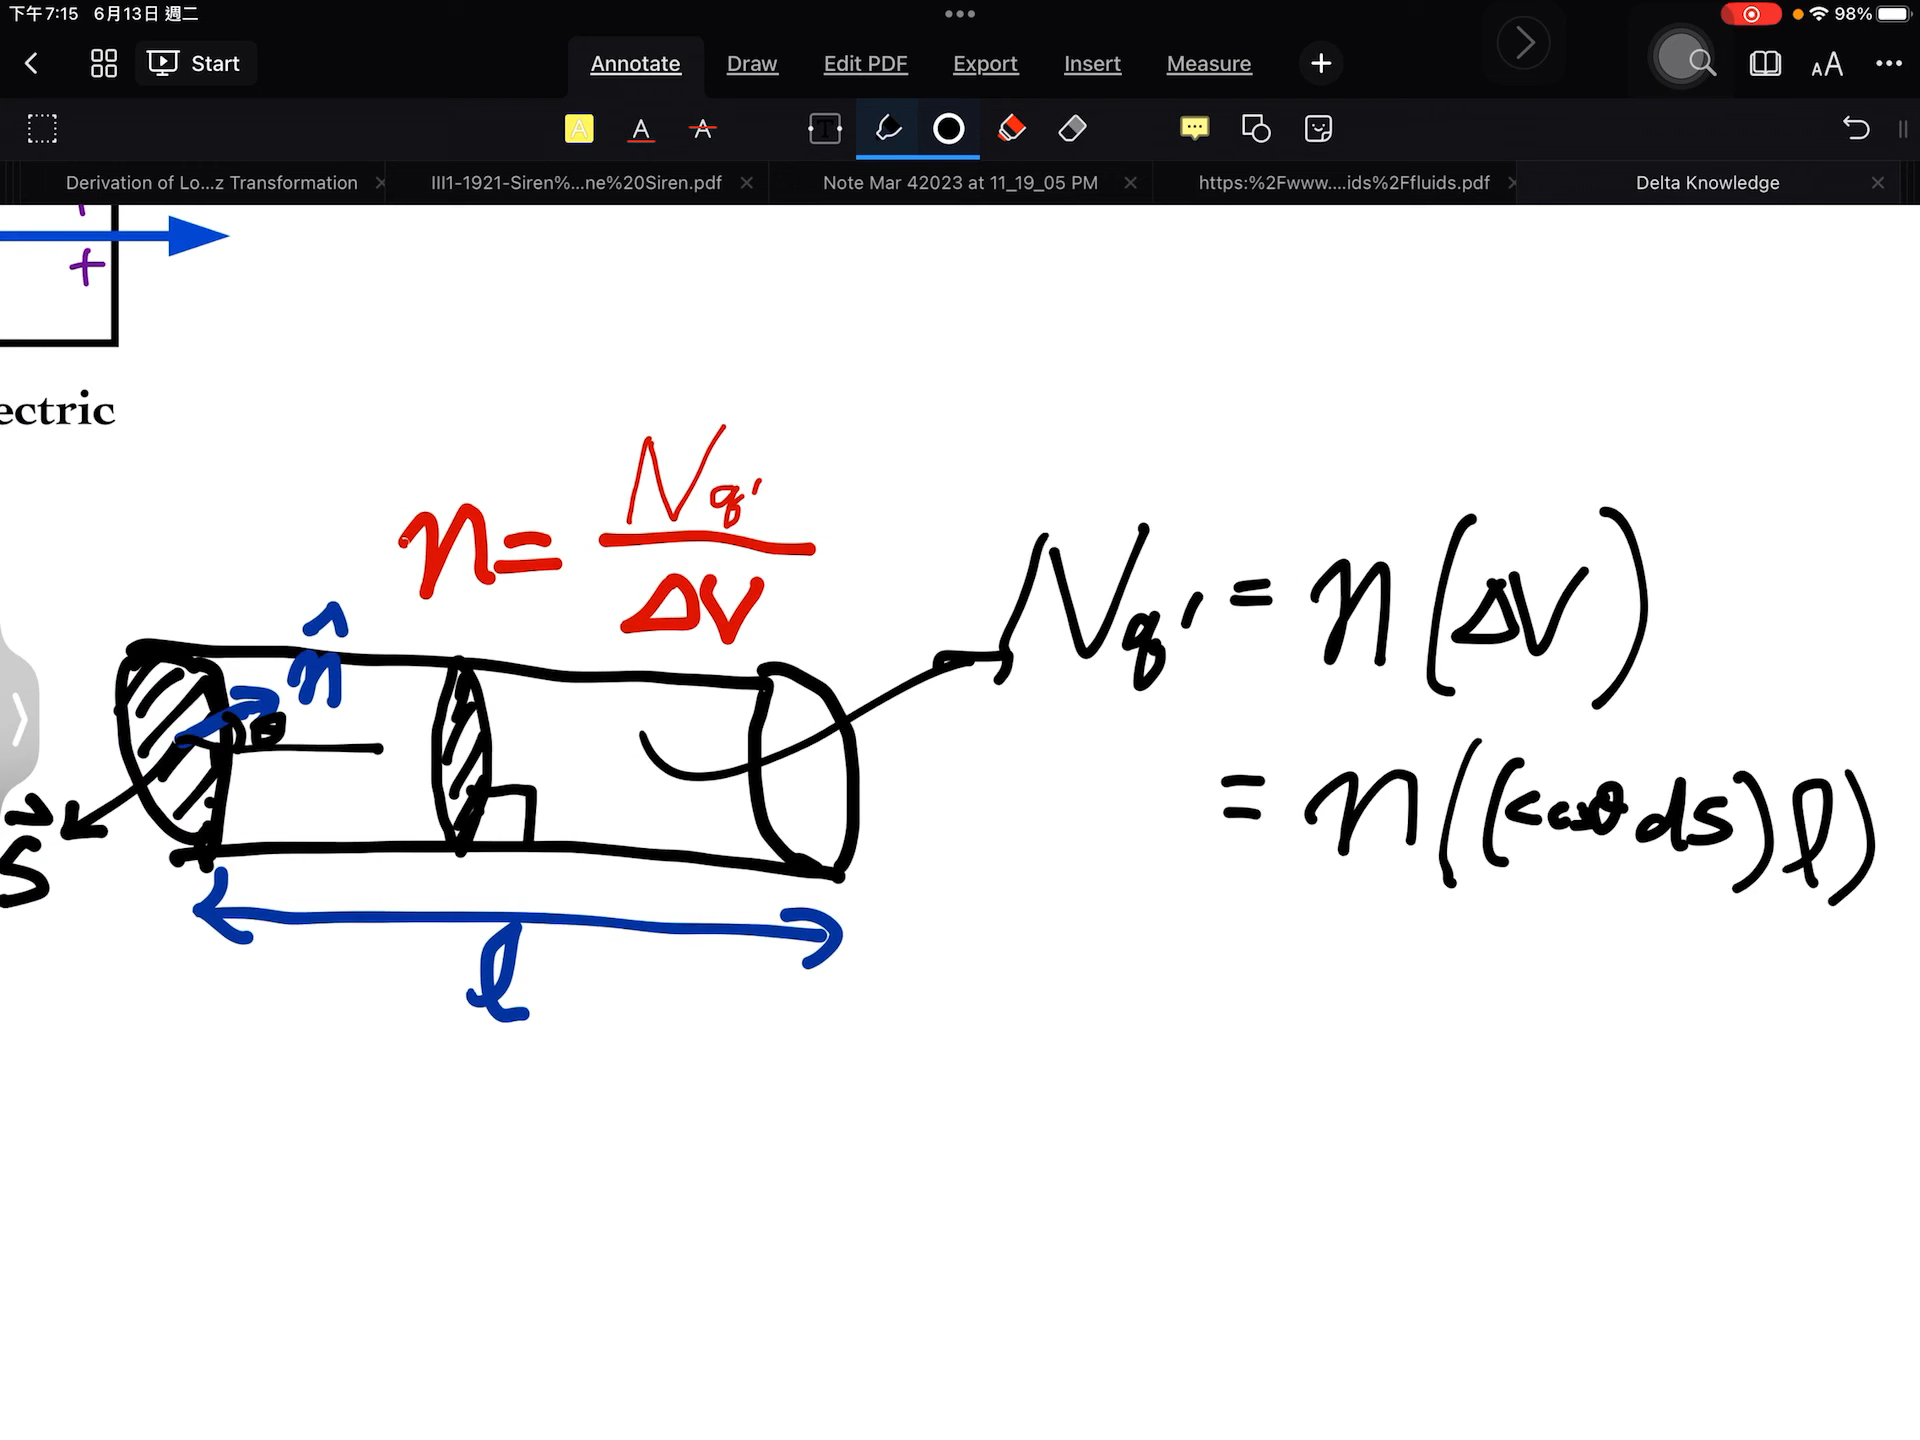 下午7:15 6月13日 週二
98%
Start
Annotate Draw Edit PDF Export Insert Measure
AA
A A A T
Derivation of Lo...z Transformation
III1-1921-Siren%...ne%20Siren.pdf
Note Mar 42023 at 11_19_05 PM
https:%2Fwww....ids%2Ffluids.pdf
Delta Knowledge
+
ectric
n = Nq' / ΔV
Nq' = n(ΔV)
= n((cosθ ds) l)
n̂
θ
S⃗
l